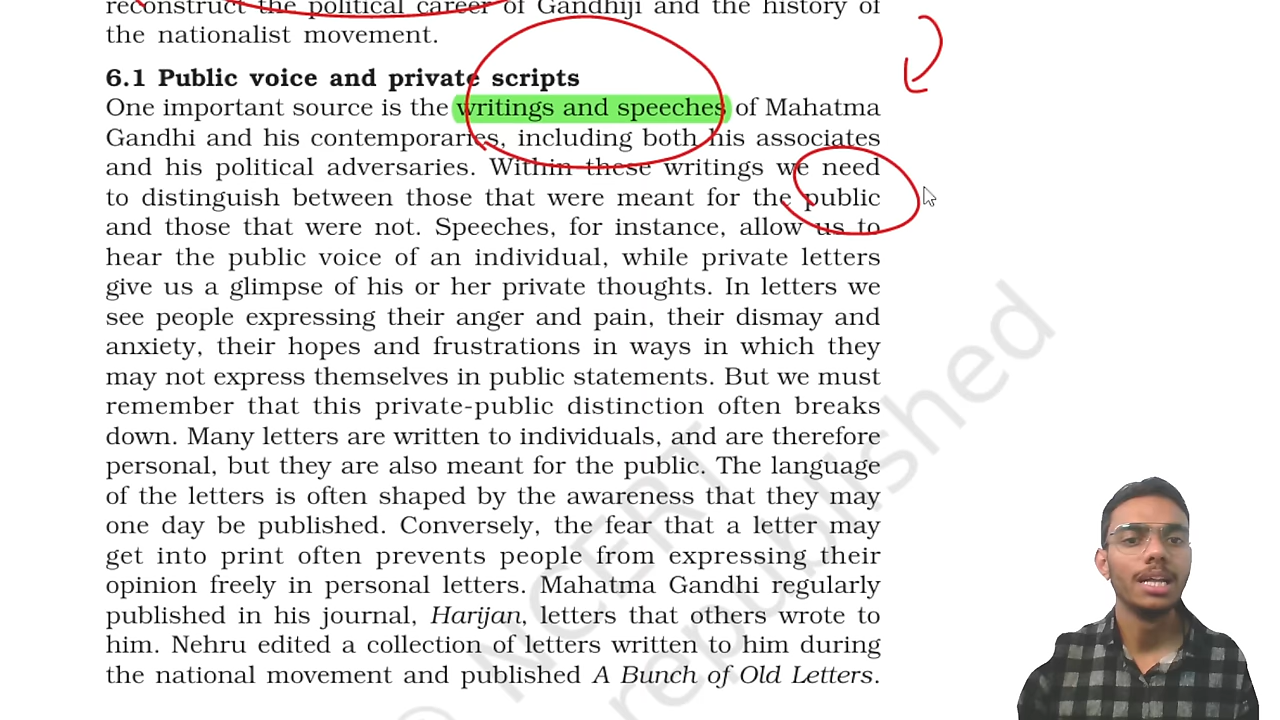 reconstruct the political career of Gandhiji and the history of
the nationalist movement.
6.1 Public voice and private scripts
One important source is the writings and speeches of Mahatma
Gandhi and his contemporaries, including both his associates
and his political adversaries. Within these writings we need
to distinguish between those that were meant for the public
and those that were not. Speeches, for instance, allow us to
hear the public voice of an individual, while private letters
give us a glimpse of his or her private thoughts. In letters we
see people expressing their anger and pain, their dismay and
anxiety, their hopes and frustrations in ways in which they
may not express themselves in public statements. But we must
remember that this private-public distinction often breaks
down. Many letters are written to individuals, and are therefore
personal, but they are also meant for the public. The language
of the letters is often shaped by the awareness that they may
one day be published. Conversely, the fear that a letter may
get into print often prevents people from expressing their
opinion freely in personal letters. Mahatma Gandhi regularly
published in his journal, Harijan, letters that others wrote to
him. Nehru edited a collection of letters written to him during
the national movement and published A Bunch of Old Letters.
© NCERT
republished